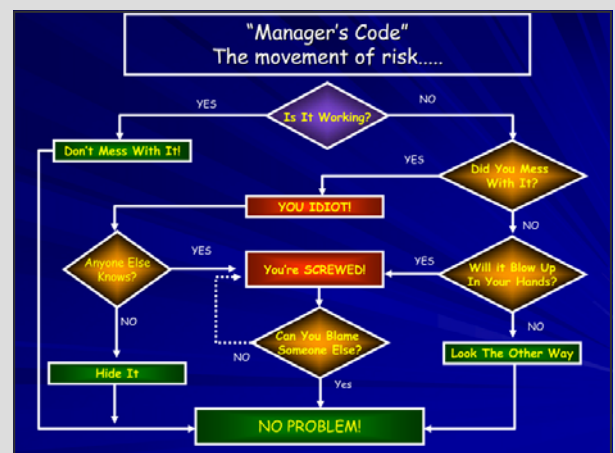 “Manager’s Code”
The movement of risk.....
YES
Is It Working?
NO
Don’t Mess With It!
YES
Did You Mess
With It?
YOU IDIOT!
NO
Anyone Else
Knows?
YES
You’re SCREWED!
YES
Will it Blow Up
In Your Hands?
NO
NO
Can You Blame
Someone Else?
NO
Look The Other Way
Hide It
Yes
NO PROBLEM!